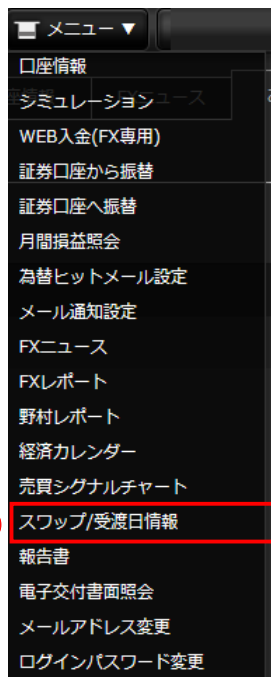 メニュー ▼
口座情報
シミュレーション
WEB入金(FX専用)
証券口座から振替
証券口座へ振替
月間損益照会
為替ヒットメール設定
メール通知設定
FXニュース
FXレポート
野村レポート
経済カレンダー
売買シグナルチャート
スワップ/受渡日情報
報告書
電子交付書面照会
メールアドレス変更
ログインパスワード変更